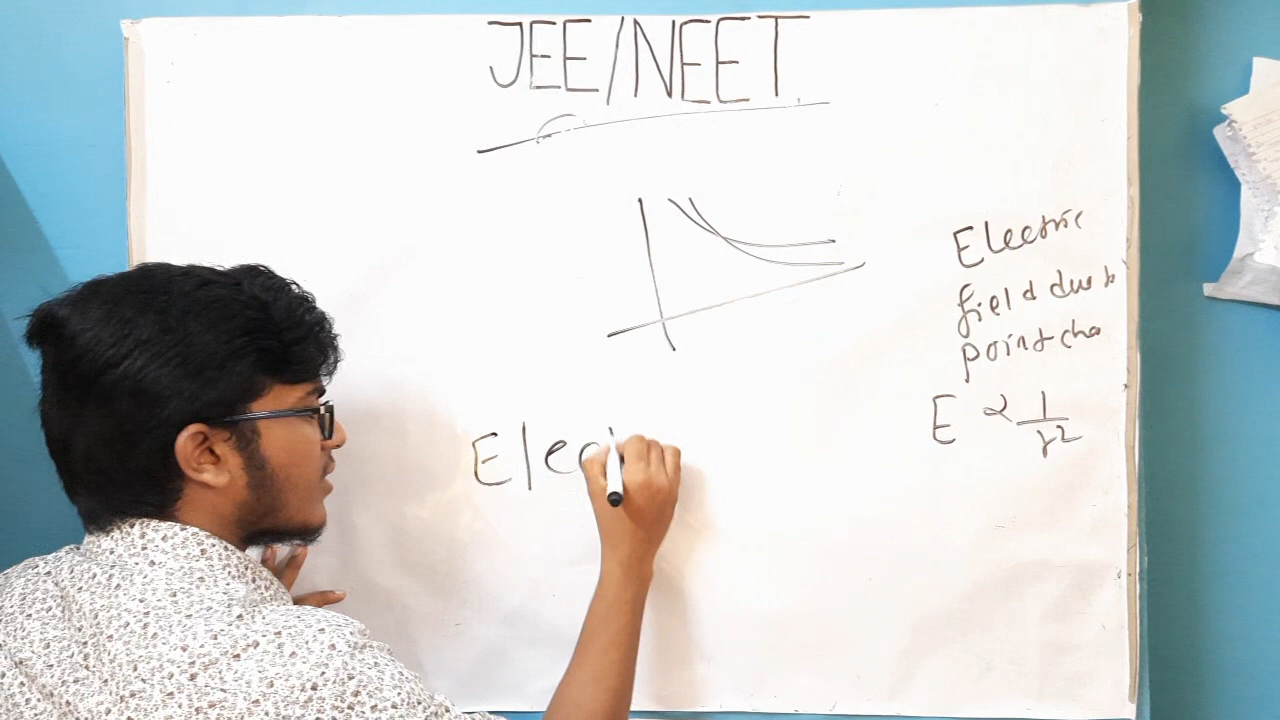 JEE/NEET
Electric
field due to
point cha
E ∝ 1/r²
Elec